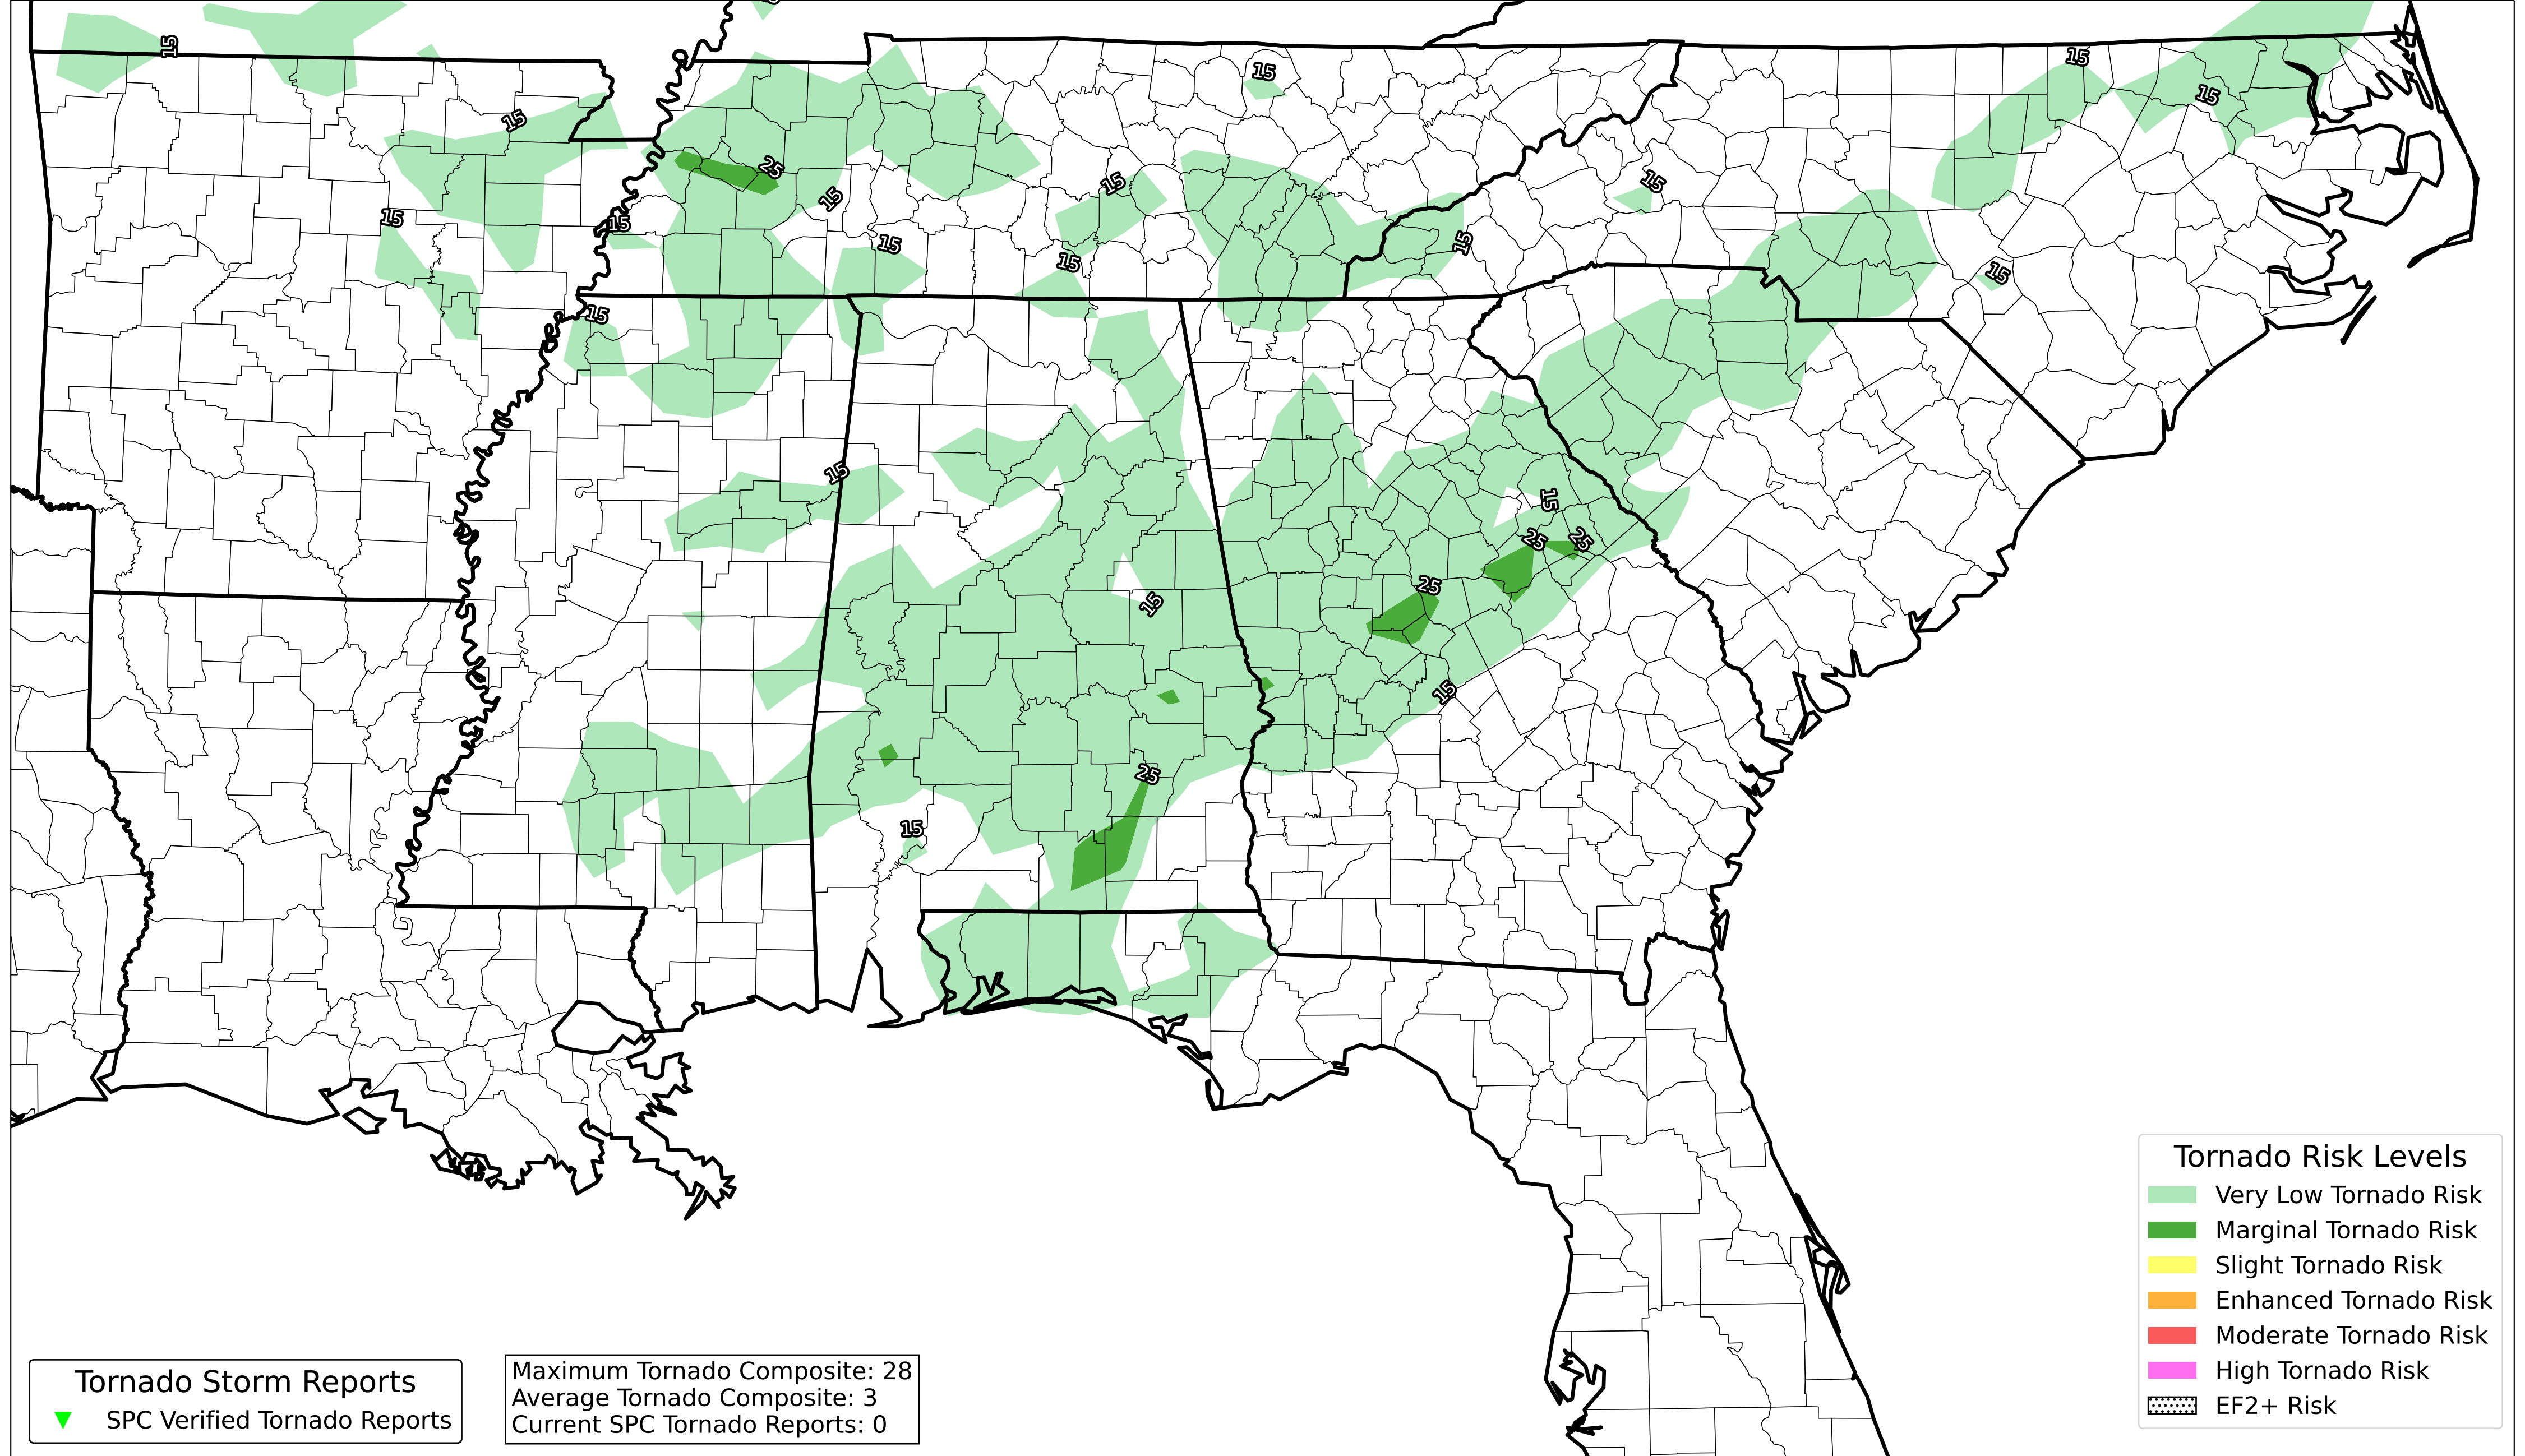 15
15
15
15
15
15
25
15
15
15
15
15
15
15
15
15
15
15
15
25
25
25
15
15
25
15
Tornado Risk Levels
Very Low Tornado Risk
Marginal Tornado Risk
Slight Tornado Risk
Enhanced Tornado Risk
Moderate Tornado Risk
High Tornado Risk
EF2+ Risk
Tornado Storm Reports
SPC Verified Tornado Reports
Maximum Tornado Composite: 28
Average Tornado Composite: 3
Current SPC Tornado Reports: 0